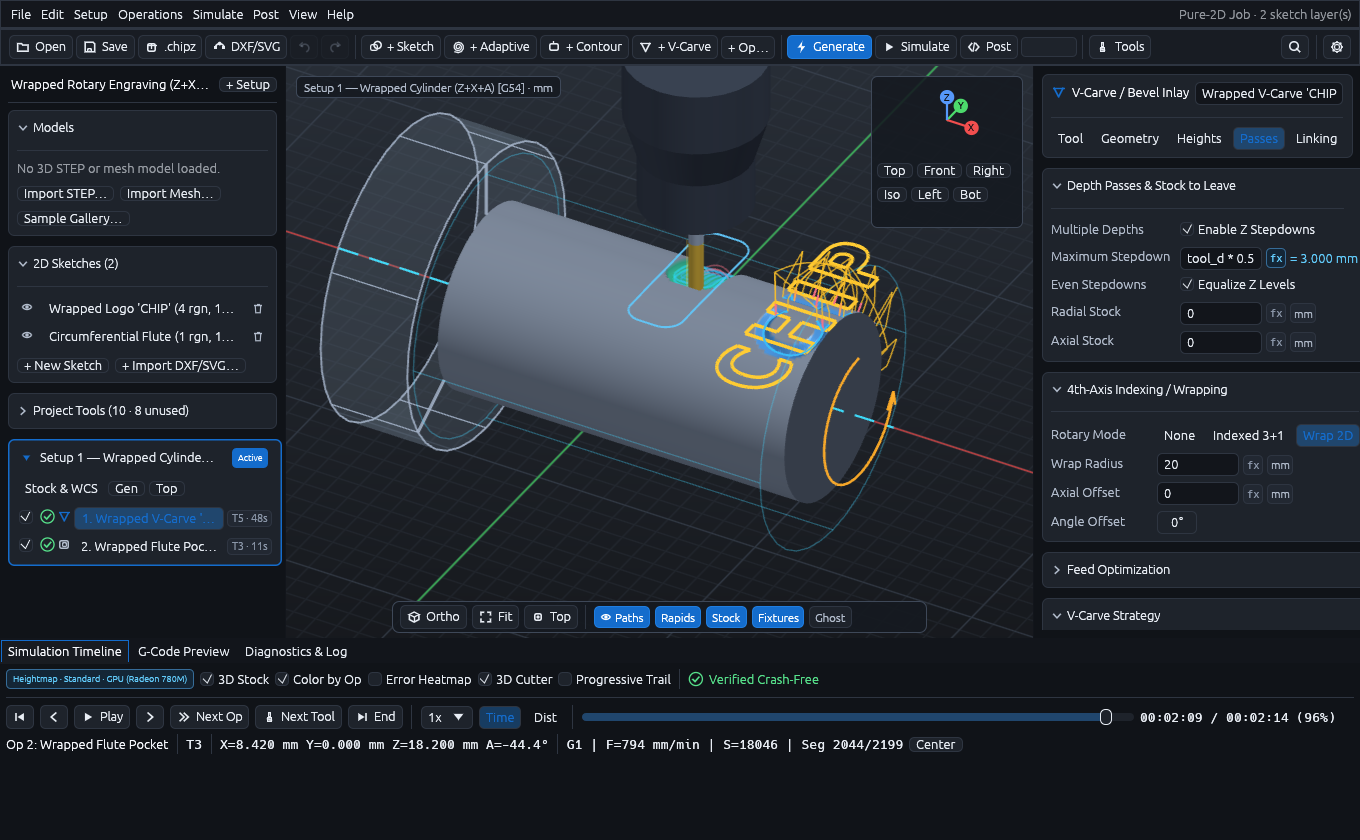 File Edit Setup Operations Simulate Post View Help
Pure-2D Job · 2 sketch layer(s)
Open Save .chipz DXF/SVG + Sketch + Adaptive + Contour + V-Carve + Op… Generate Simulate Post Tools
Wrapped Rotary Engraving (Z+X… + Setup
Models
No 3D STEP or mesh model loaded.
Import STEP… Import Mesh…
Sample Gallery…
2D Sketches (2)
Wrapped Logo 'CHIP' (4 rgn, 1…
Circumferential Flute (1 rgn, 1…
+ New Sketch + Import DXF/SVG…
Project Tools (10 · 8 unused)
Setup 1 — Wrapped Cylinde… Active
Stock & WCS Gen Top
1. Wrapped V-Carve '… T5 · 48s
2. Wrapped Flute Poc… T3 · 11s
Setup 1 — Wrapped Cylinder (Z+X+A) [G54] · mm
Z Y X
Top Front Right
Iso Left Bot
CHIP
Ortho Fit Top Paths Rapids Stock Fixtures Ghost
V-Carve / Bevel Inlay Wrapped V-Carve 'CHIP
Tool Geometry Heights Passes Linking
Depth Passes & Stock to Leave
Multiple Depths Enable Z Stepdowns
Maximum Stepdown tool_d * 0.5 fx = 3.000 mm
Even Stepdowns Equalize Z Levels
Radial Stock 0 fx mm
Axial Stock 0 fx mm
4th-Axis Indexing / Wrapping
Rotary Mode None Indexed 3+1 Wrap 2D
Wrap Radius 20 fx mm
Axial Offset 0 fx mm
Angle Offset 0°
Feed Optimization
V-Carve Strategy
Simulation Timeline G-Code Preview Diagnostics & Log
Heightmap · Standard · GPU (Radeon 780M) 3D Stock Color by Op Error Heatmap 3D Cutter Progressive Trail Verified Crash-Free
Play Next Op Next Tool End 1x Time Dist 00:02:09 / 00:02:14 (96%)
Op 2: Wrapped Flute Pocket T3 X=8.420 mm Y=0.000 mm Z=18.200 mm A=-44.4° G1 | F=794 mm/min | S=18046 | Seg 2044/2199 Center